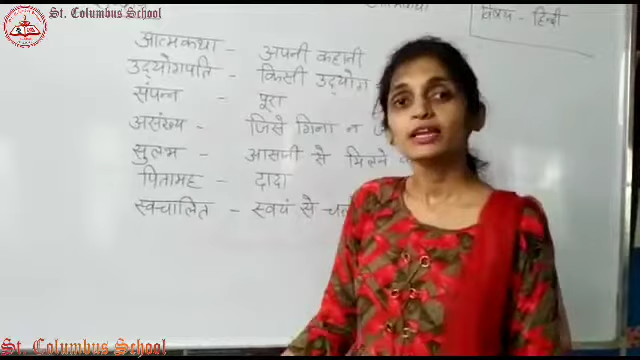 St. Columbus School
विषय - हिन्दी
आत्मकथा - अपनी कहानी
उद्योगपति - किसी उद्योग
संपन्न - पूरा
असंख्य - जिसे गिना न
सुलभ - आसानी से मिलने
पितामह - दादा
स्वचालित - स्वयं से
St. Columbus School